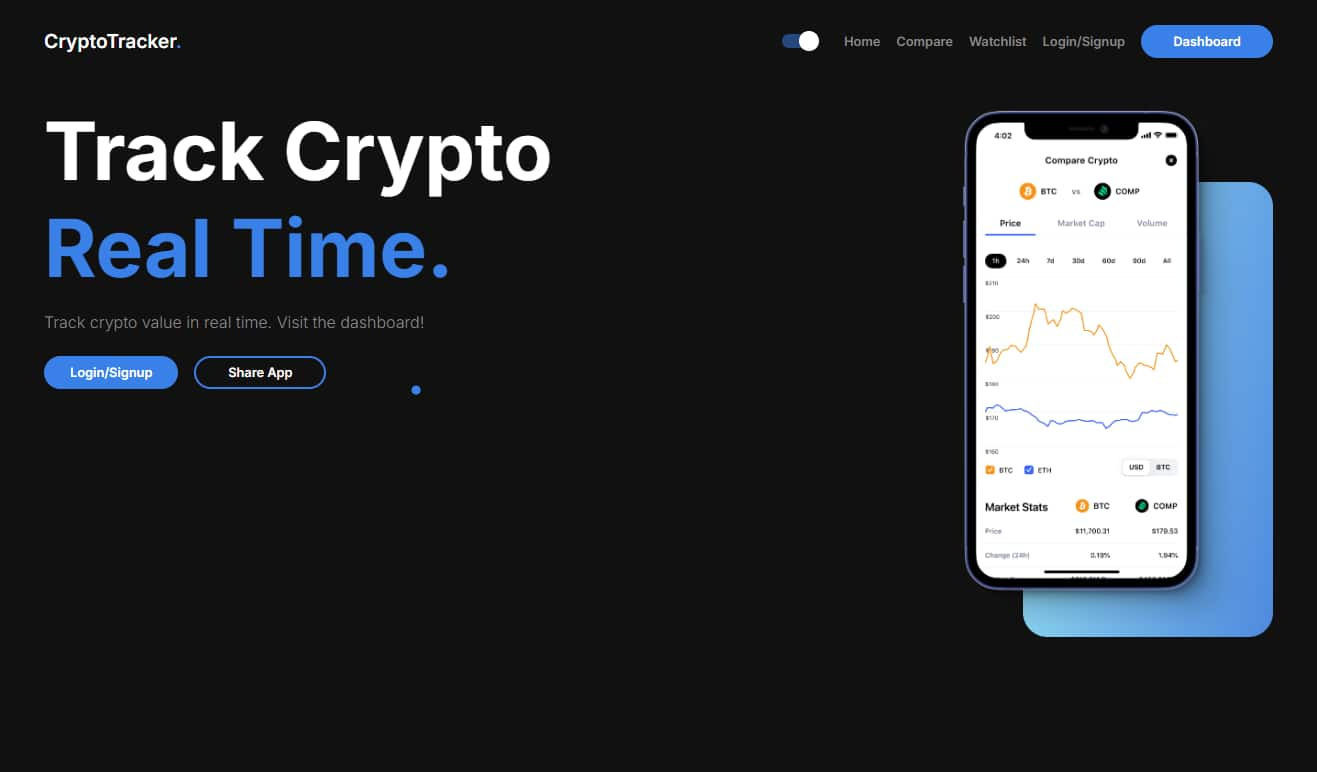 CryptoTracker.
Home Compare Watchlist Login/Signup Dashboard
Track Crypto
Real Time.
Track crypto value in real time. Visit the dashboard!
Login/Signup Share App
4:02
Compare Crypto
BTC vs COMP
Price Market Cap Volume
1h 24h 7d 30d 60d 90d All
$210
$200
$190
$180
$170
$160
BTC ETH USD BTC
Market Stats BTC COMP
Price $11,700.31 $179.53
Change (24h) 0.19% 1.94%